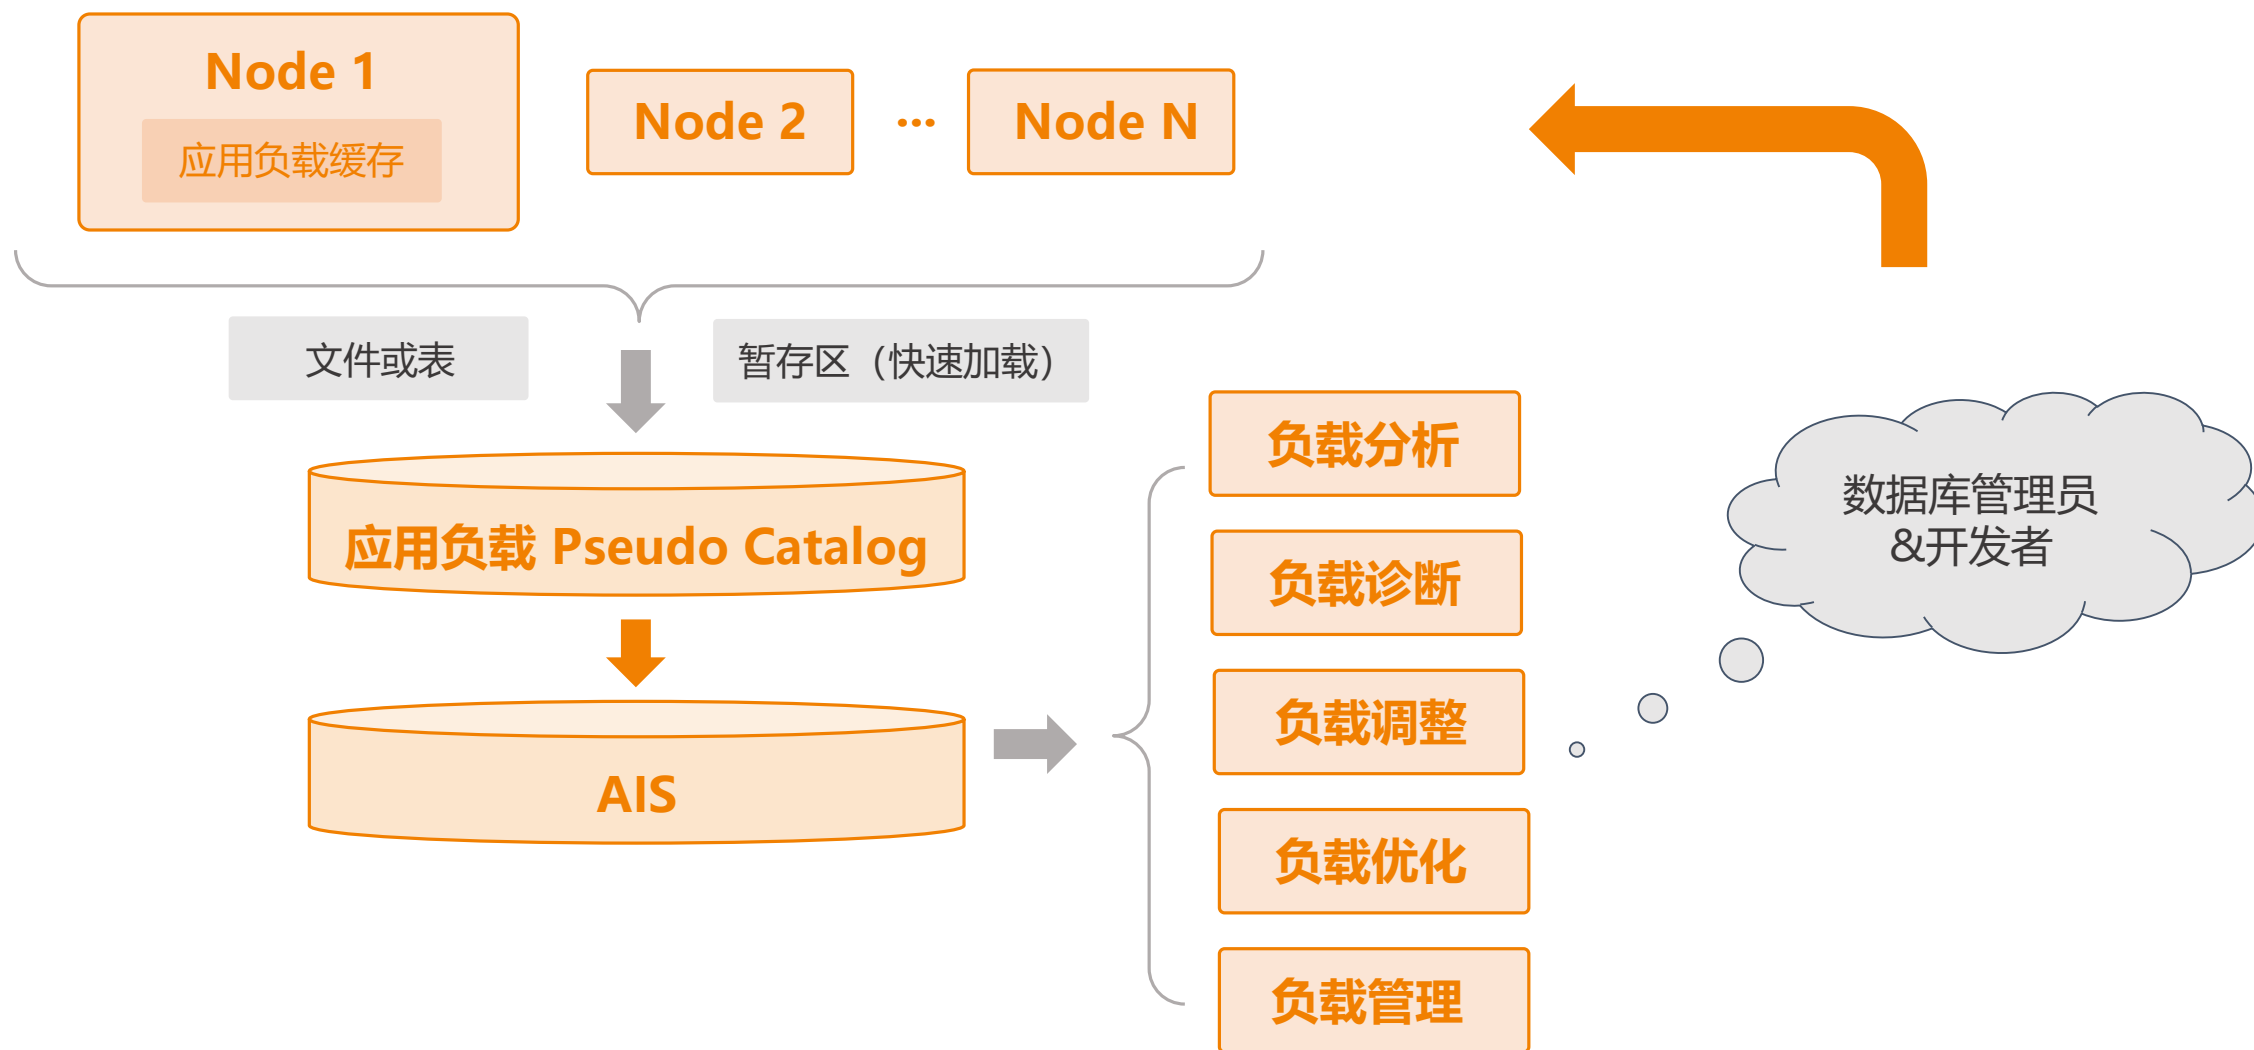 Node 1
应用负载缓存
Node 2
...
Node N
文件或表
暂存区（快速加载）
应用负载 Pseudo Catalog
AIS
负载分析
负载诊断
负载调整
负载优化
负载管理
数据库管理员
&开发者